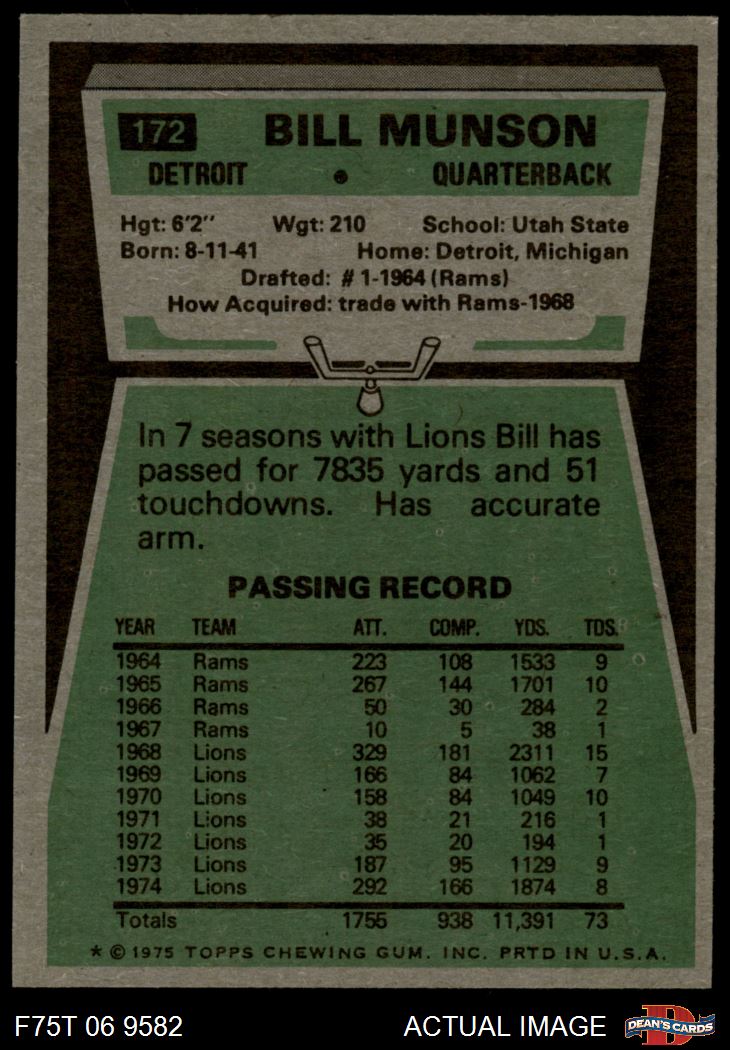 172 BILL MUNSON
DETROIT • QUARTERBACK
Hgt: 6'2" Wgt: 210 School: Utah State
Born: 8-11-41 Home: Detroit, Michigan
Drafted: #1-1964 (Rams)
How Acquired: trade with Rams-1968
In 7 seasons with Lions Bill has
passed for 7835 yards and 51
touchdowns. Has accurate
arm.
PASSING RECORD
YEAR TEAM ATT. COMP. YDS. TDS.
1964 Rams 223 108 1533 9
1965 Rams 267 144 1701 10
1966 Rams 50 30 284 2
1967 Rams 10 5 38 1
1968 Lions 329 181 2311 15
1969 Lions 166 84 1062 7
1970 Lions 158 84 1049 10
1971 Lions 38 21 216 1
1972 Lions 35 20 194 1
1973 Lions 187 95 1129 9
1974 Lions 292 166 1874 8
Totals 1755 938 11,391 73
* © 1975 TOPPS CHEWING GUM. INC. PRTD IN U.S.A.
F75T 06 9582 ACTUAL IMAGE D DEAN'S CARDS